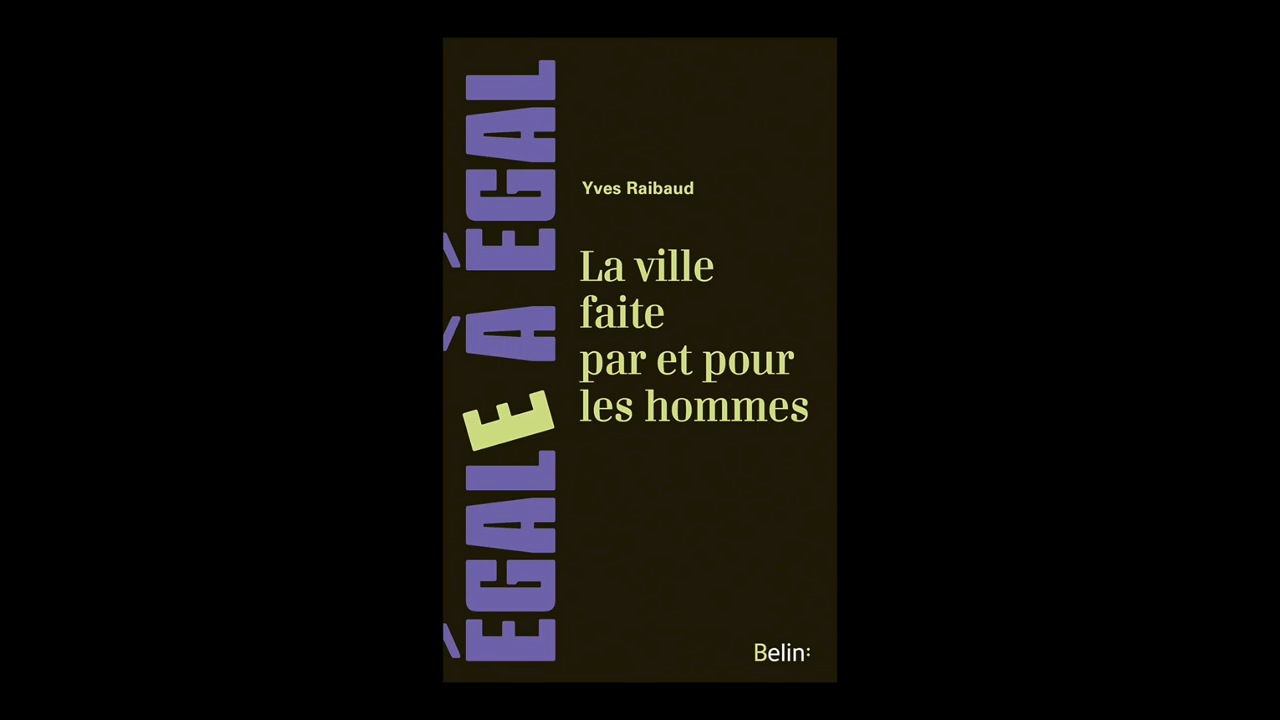 ÉGALE À ÉGAL
Yves Raibaud
La ville
faite
par et pour
les hommes
Belin: